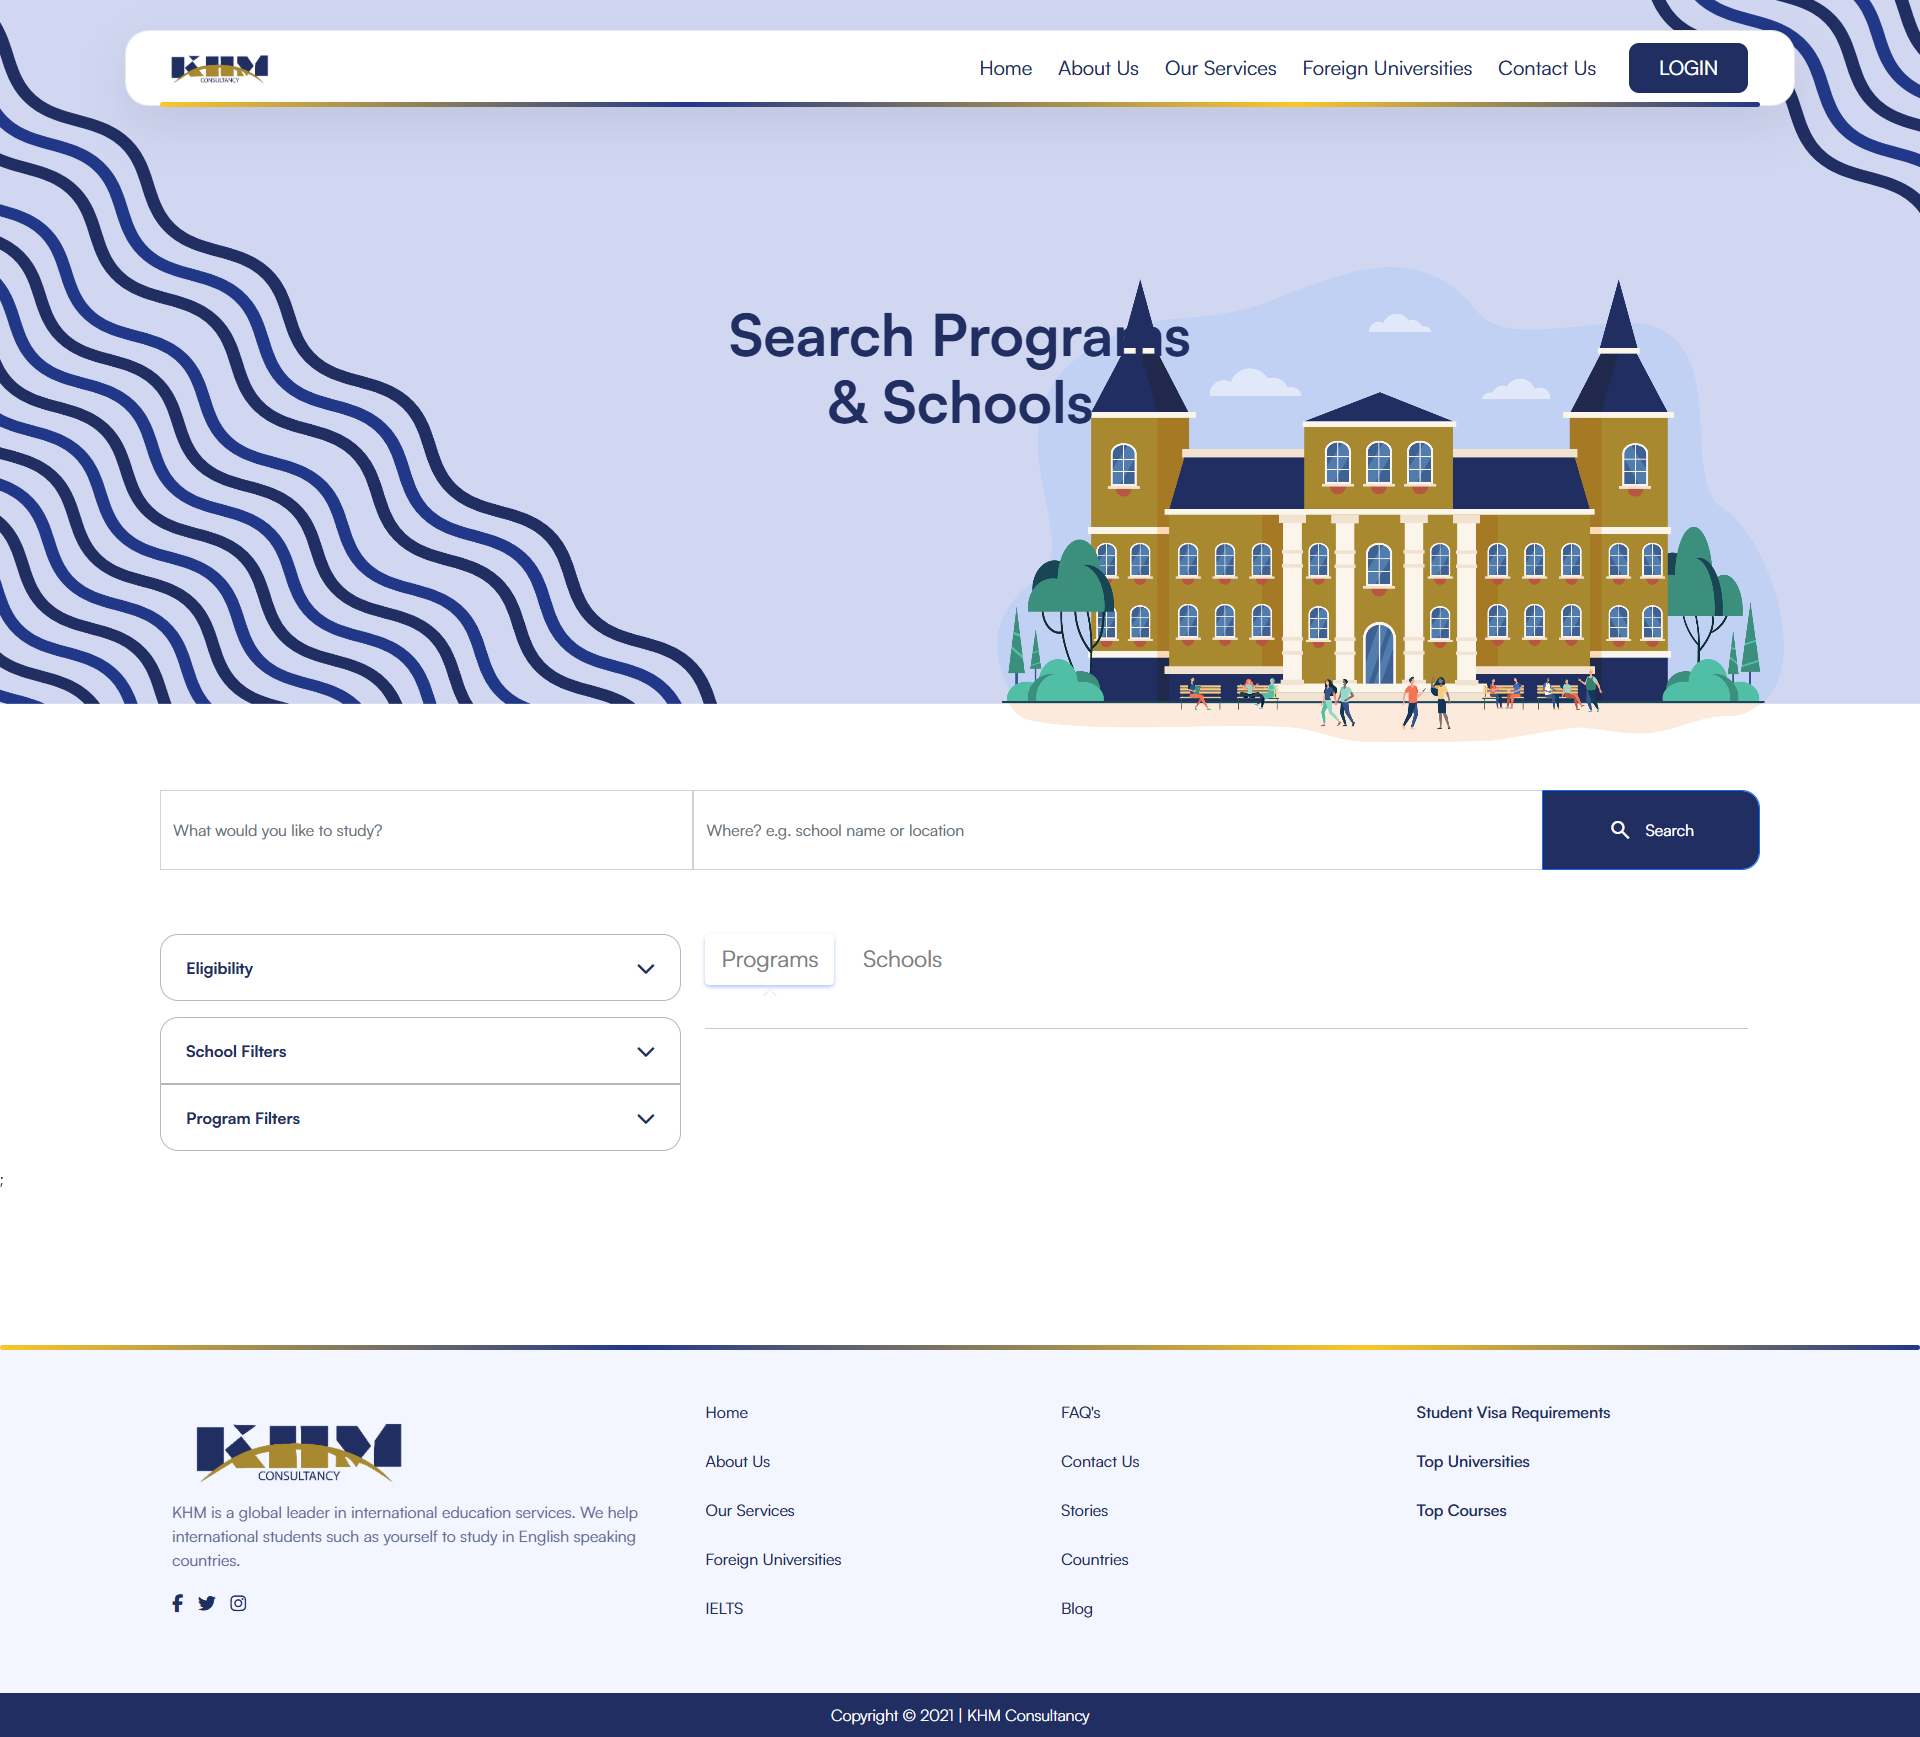 KHM
CONSULTANCY
Home
About Us
Our Services
Foreign Universities
Contact Us
LOGIN
Search Programs
& Schools
What would you like to study?
Where? e.g. school name or location
Search
Eligibility
Programs
Schools
School Filters
Program Filters
;
KHM
CONSULTANCY
KHM is a global leader in international education services. We help
international students such as yourself to study in English speaking
countries.
Home
About Us
Our Services
Foreign Universities
IELTS
FAQ's
Contact Us
Stories
Countries
Blog
Student Visa Requirements
Top Universities
Top Courses
Copyright © 2021 | KHM Consultancy